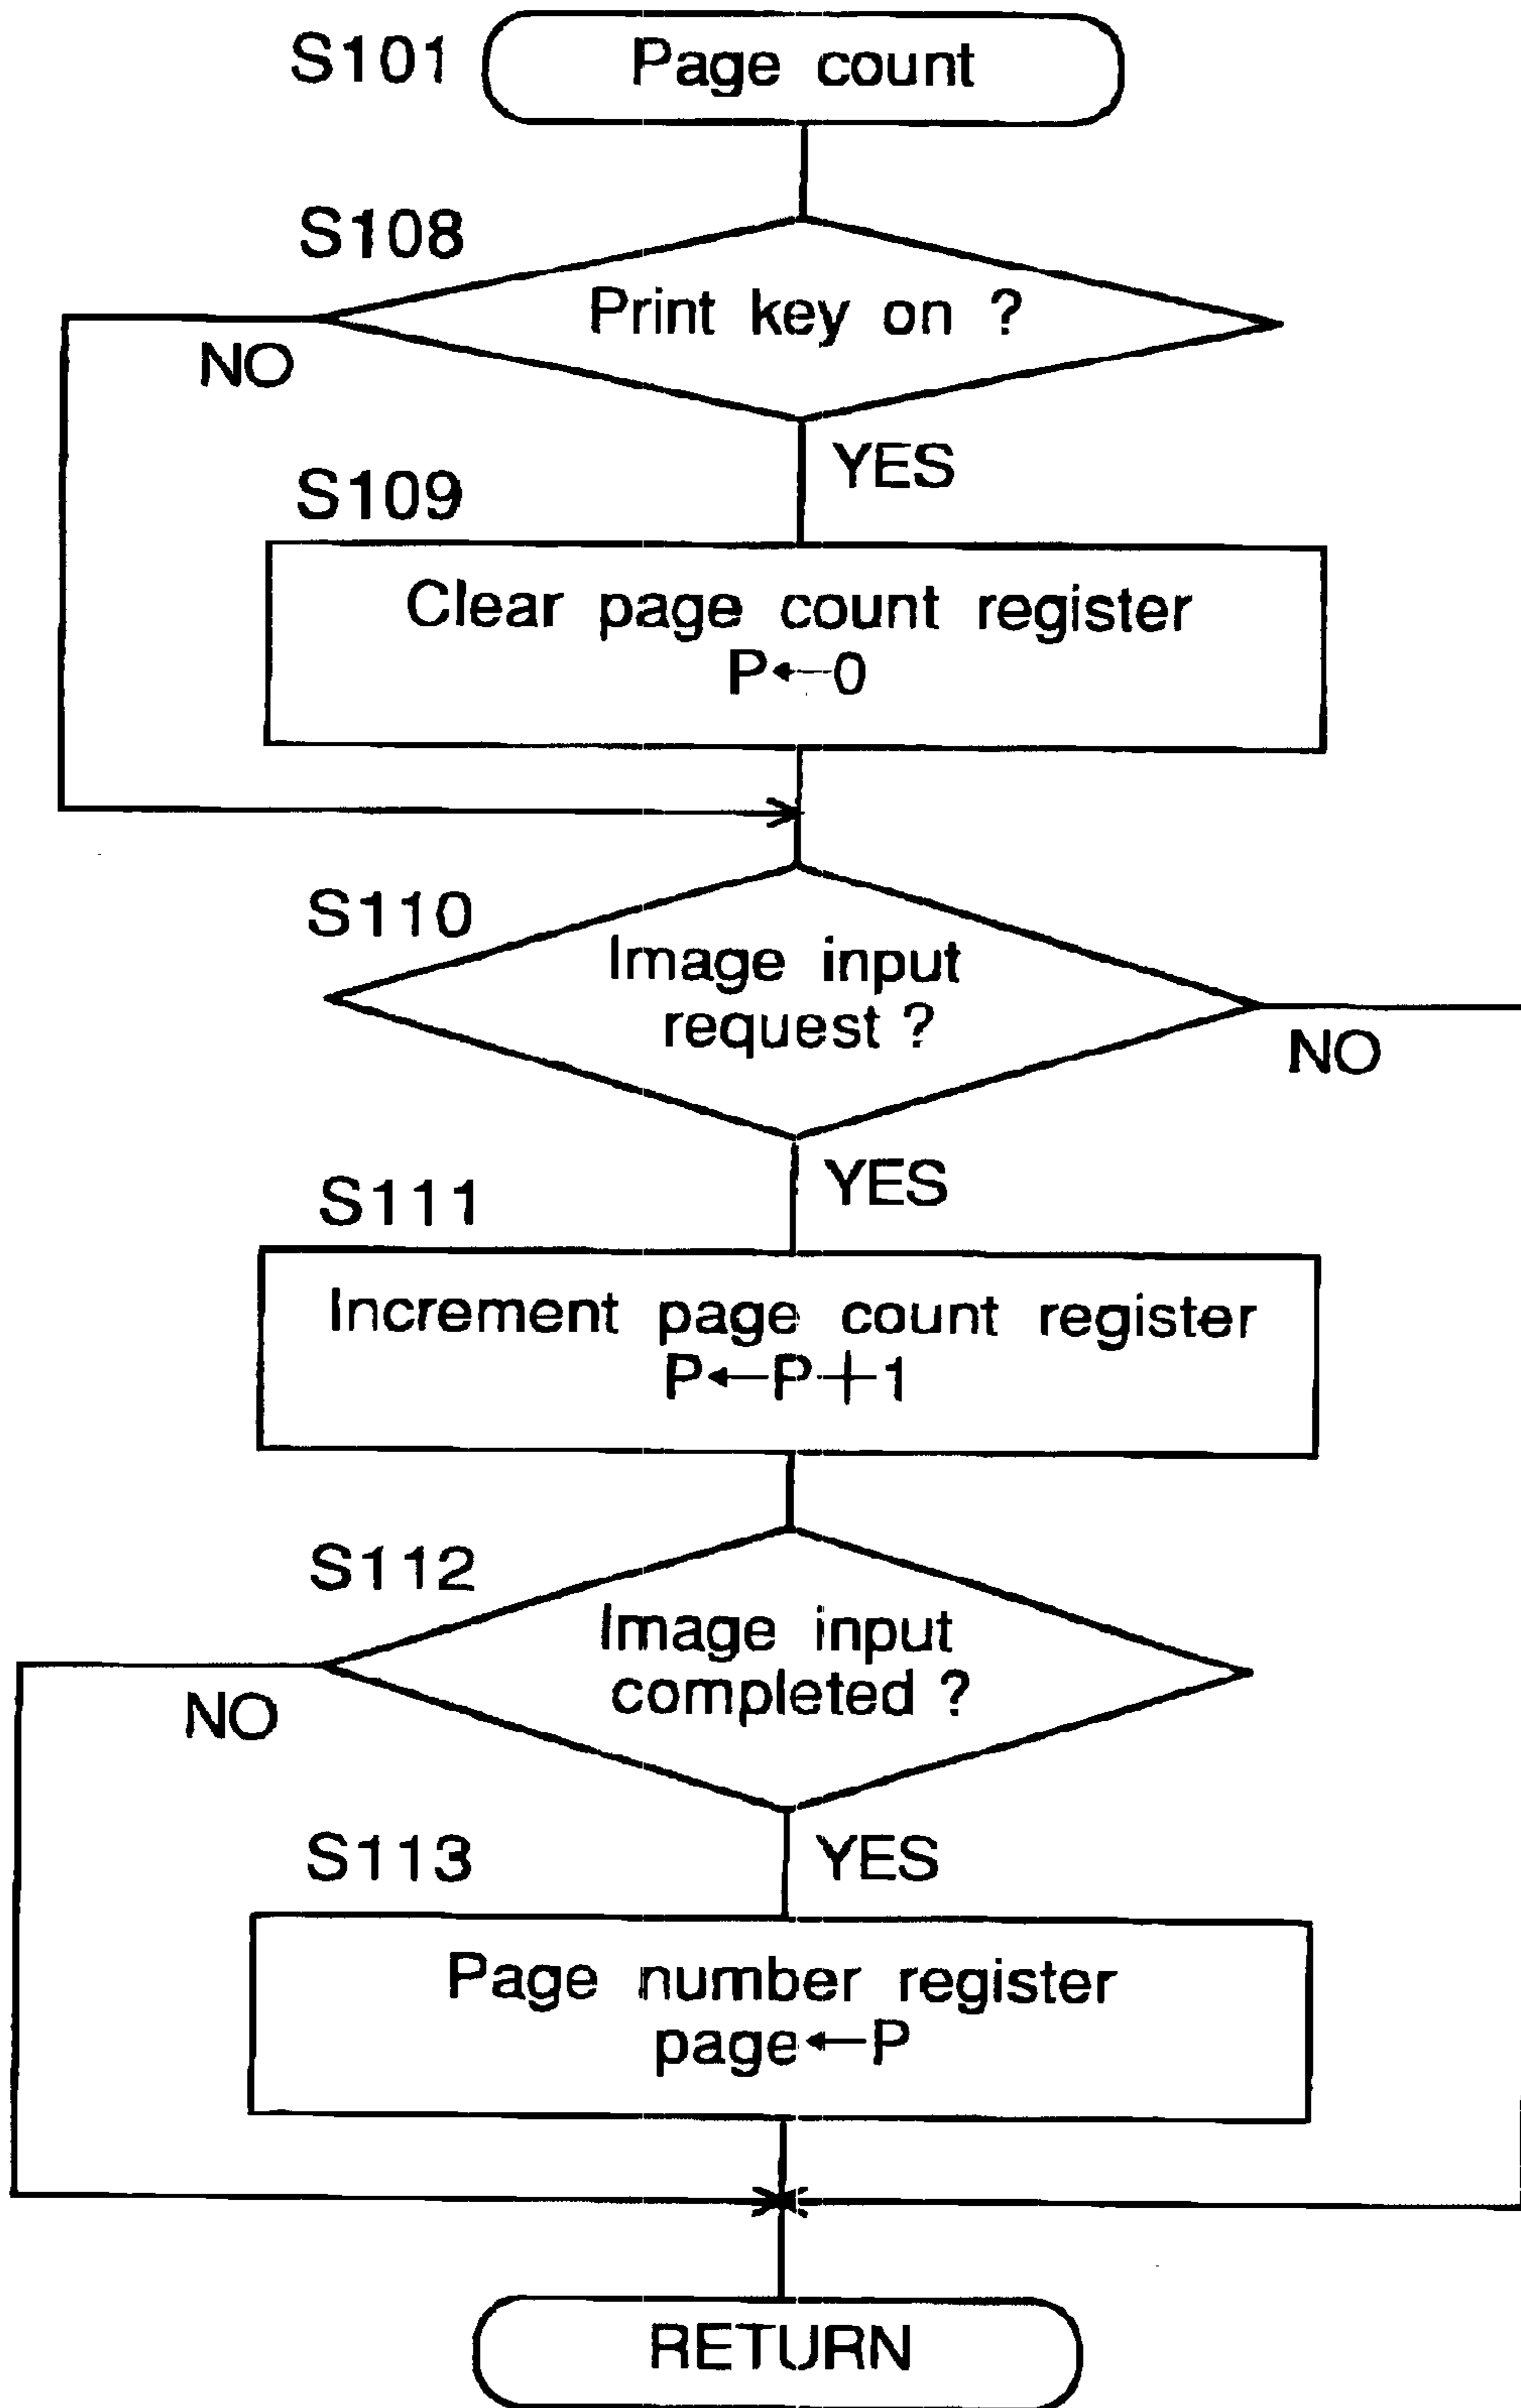 S101
Page count
S108
Print key on ?
NO
YES
S109
Clear page count register
P←0
S110
Image input
request ?
NO
YES
S111
Increment page count register
P←P+1
S112
Image input
completed ?
NO
YES
S113
Page number register
page←P
RETURN